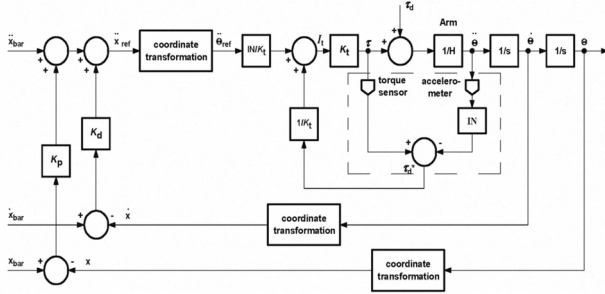 τd
Arm
ẍbar
ẍref
coordinate transformation
Θ̈ref
IN/Kt
It
Kt
τ
1/H
Θ̈
1/s
Θ̇
1/s
Θ
+
+
+
+
+
+
+
+
torque sensor
accelero-meter
Kd
1/Kt
IN
Kp
+
-
τd*
ẋbar
+
-
ẋ
coordinate transformation
xbar
+
-
x
coordinate transformation